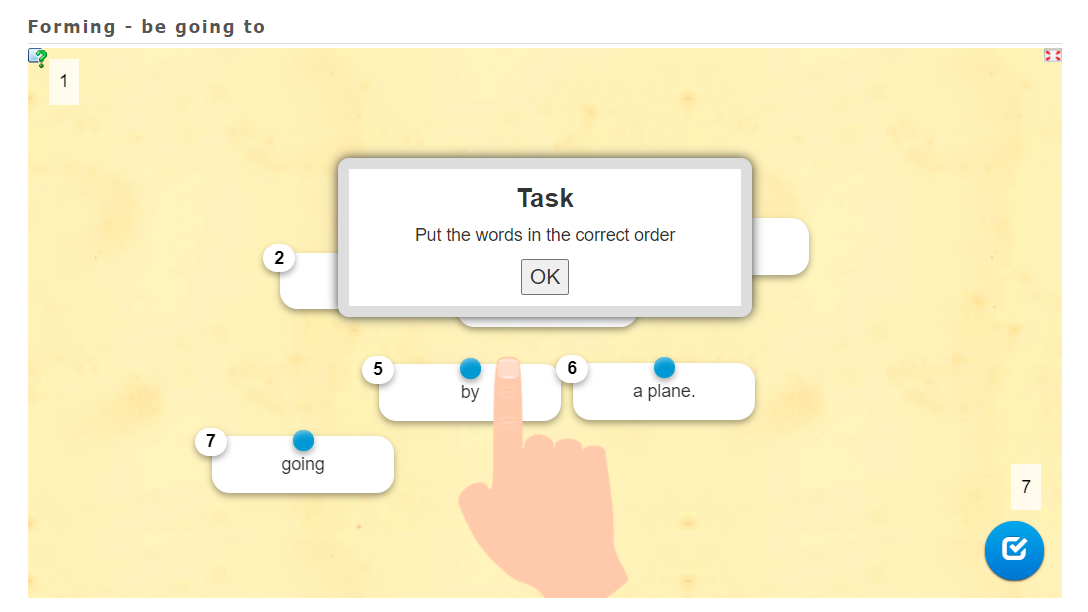 Forming - be going to
1
Task
Put the words in the correct order
OK
2
5
by
6
a plane.
7
going
7